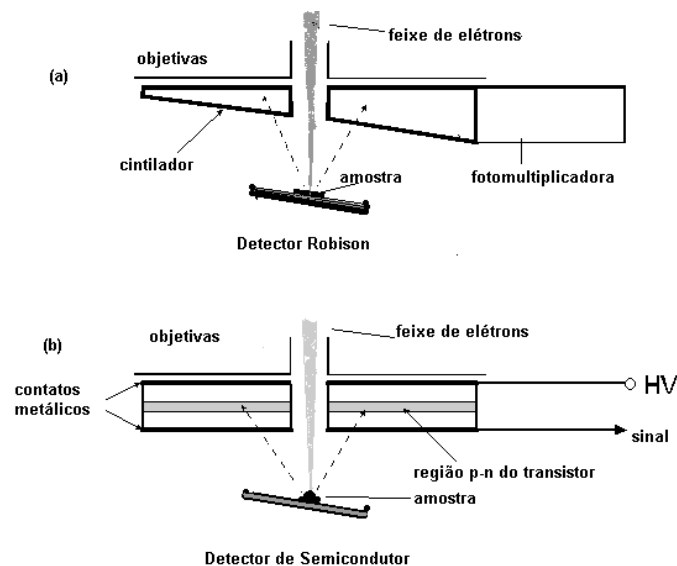 feixe de elétrons
objetivas
(a)
cintilador
amostra
fotomultiplicadora
Detector Robison
feixe de elétrons
objetivas
(b)
contatos
metálicos
HV
sinal
região p-n do transistor
amostra
Detector de Semicondutor